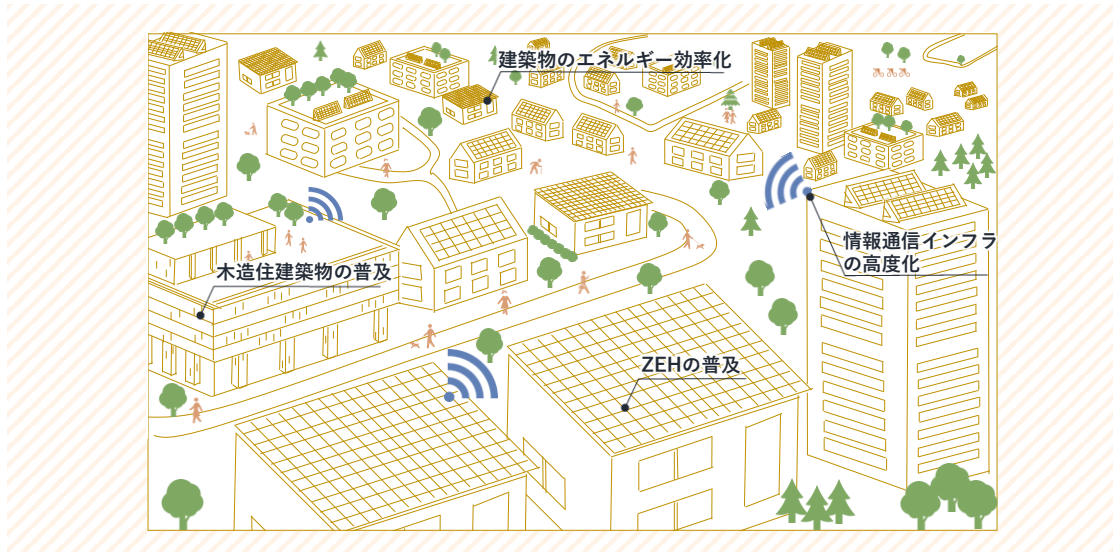 建築物のエネルギー効率化
情報通信インフラ
の高度化
木造住建築物の普及
ZEHの普及